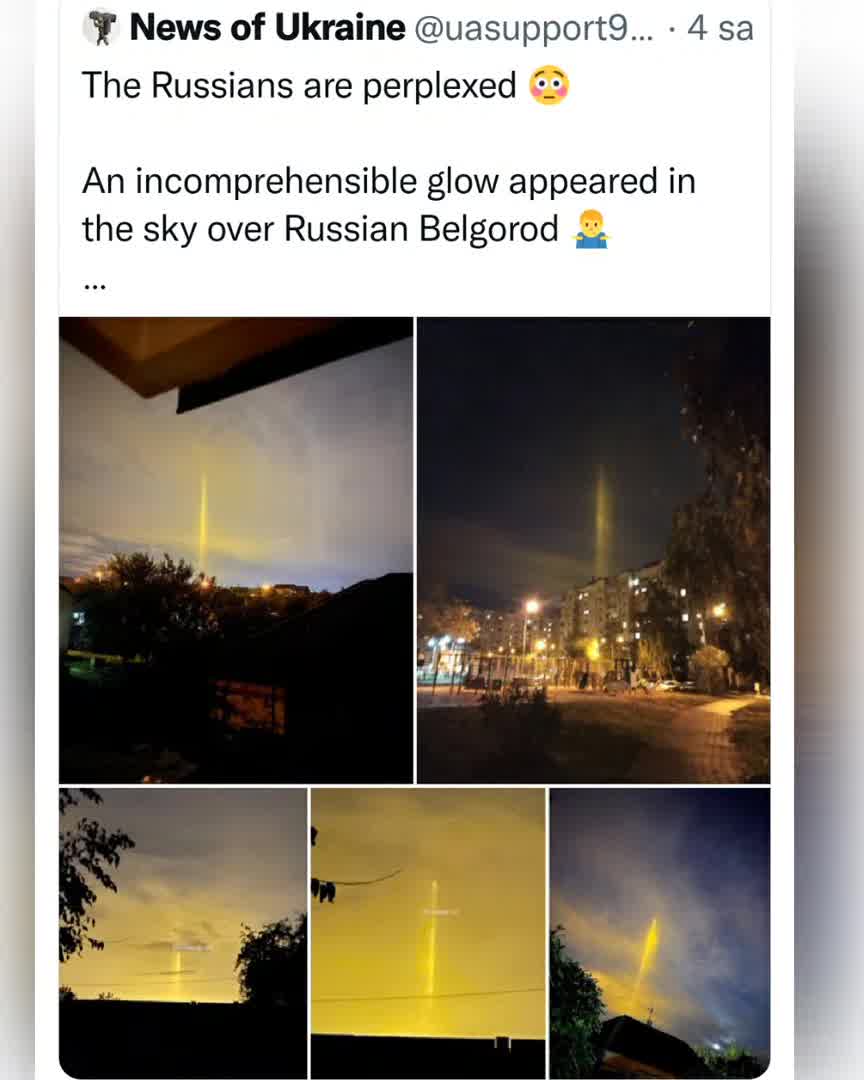 News of Ukraine @uasupport9... · 4 sa
The Russians are perplexed 😳
An incomprehensible glow appeared in
the sky over Russian Belgorod 🤷‍♂️
...